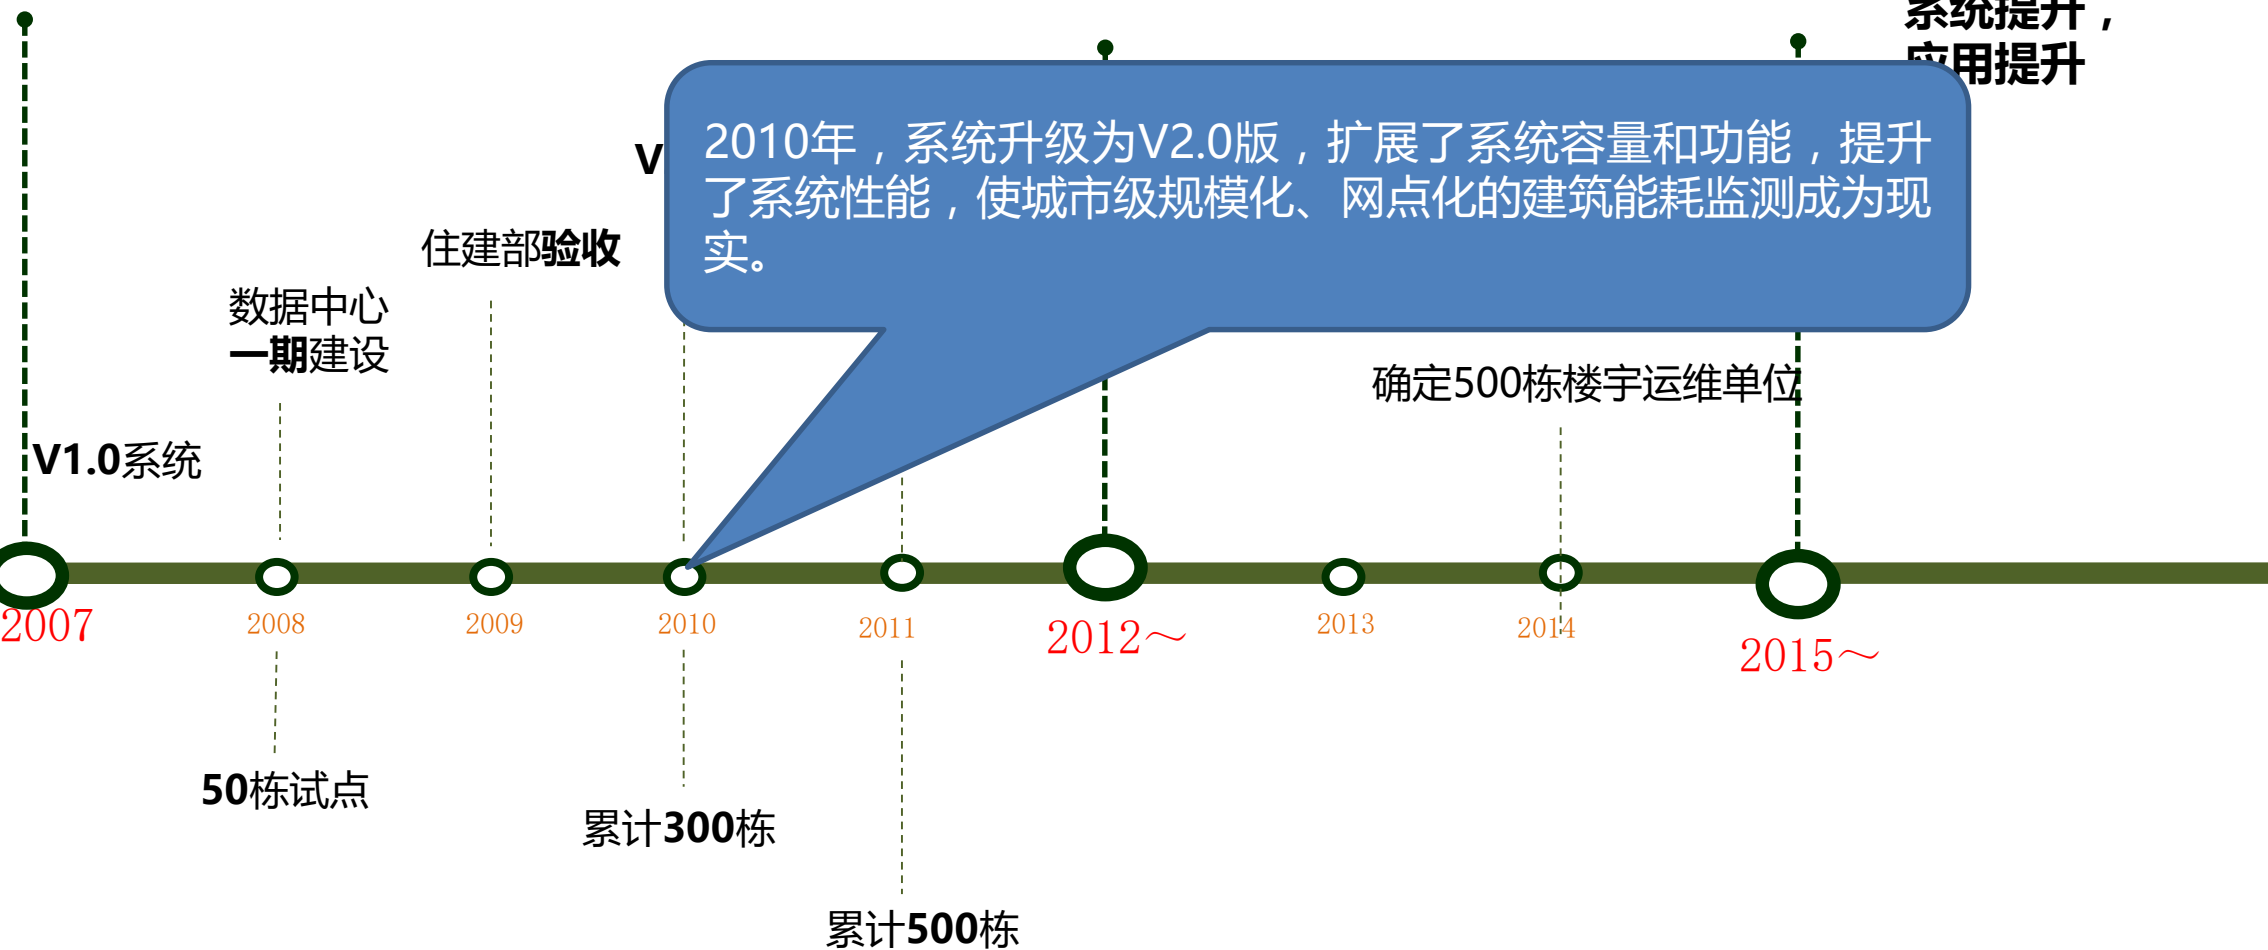 系统提升，
应用提升
2010年，系统升级为V2.0版，扩展了系统容量和功能，提升
了系统性能，使城市级规模化、网点化的建筑能耗监测成为现
实。
V
住建部验收
数据中心
一期建设
确定500栋楼宇运维单位
V1.0系统
2007
2008
2009
2010
2011
2012～
2013
2014
2015～
50栋试点
累计300栋
累计500栋